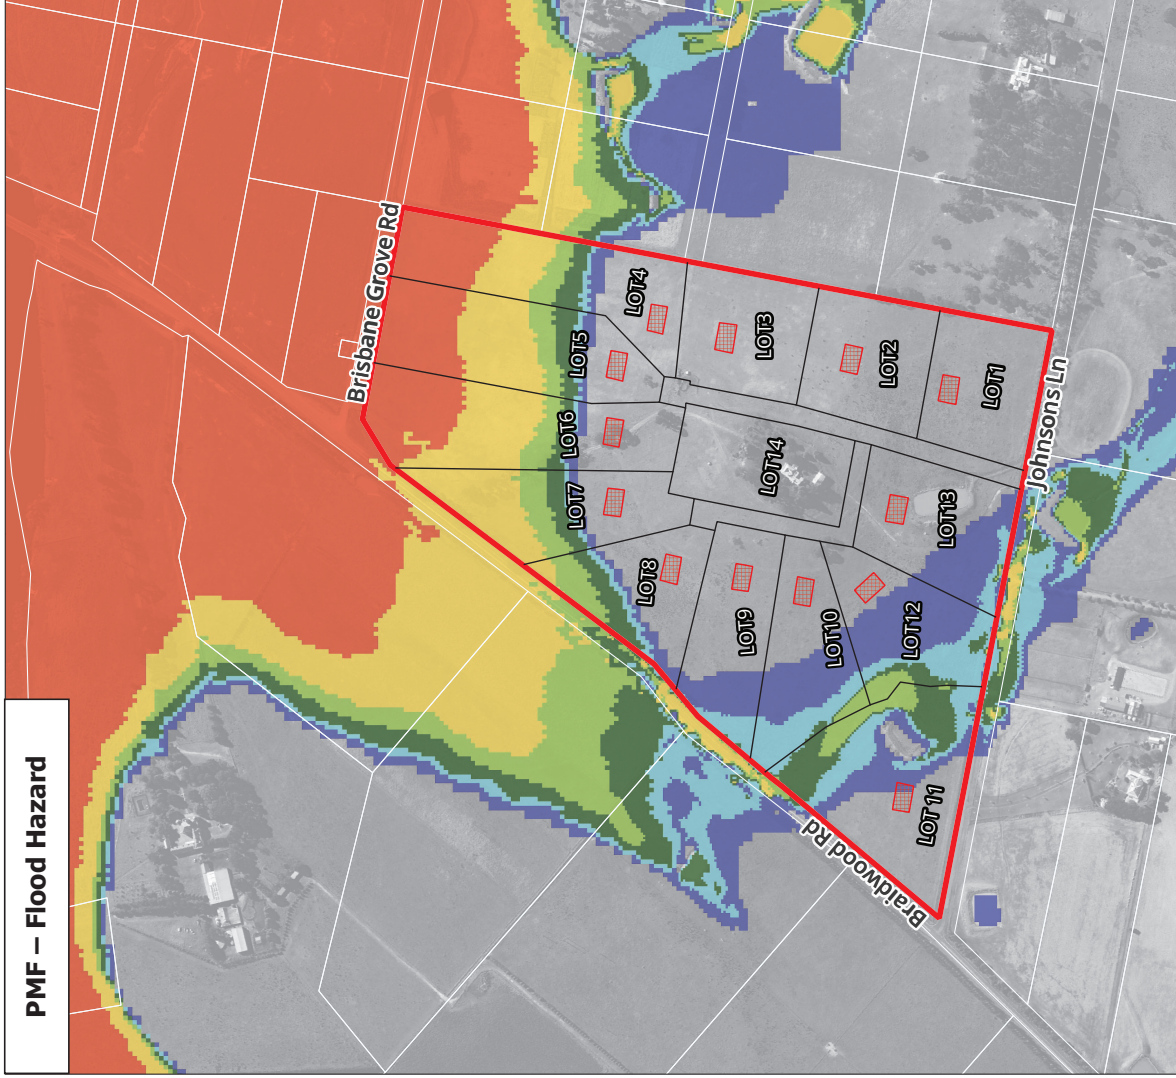 PMF – Flood Hazard
Brisbane Grove Rd
LOT4
LOT5
LOT3
LOT6
LOT2
LOT1
LOT7
LOT14
Johnsons Ln
LOT8
LOT13
LOT9
LOT10
LOT12
LOT 11
Braidwood Rd